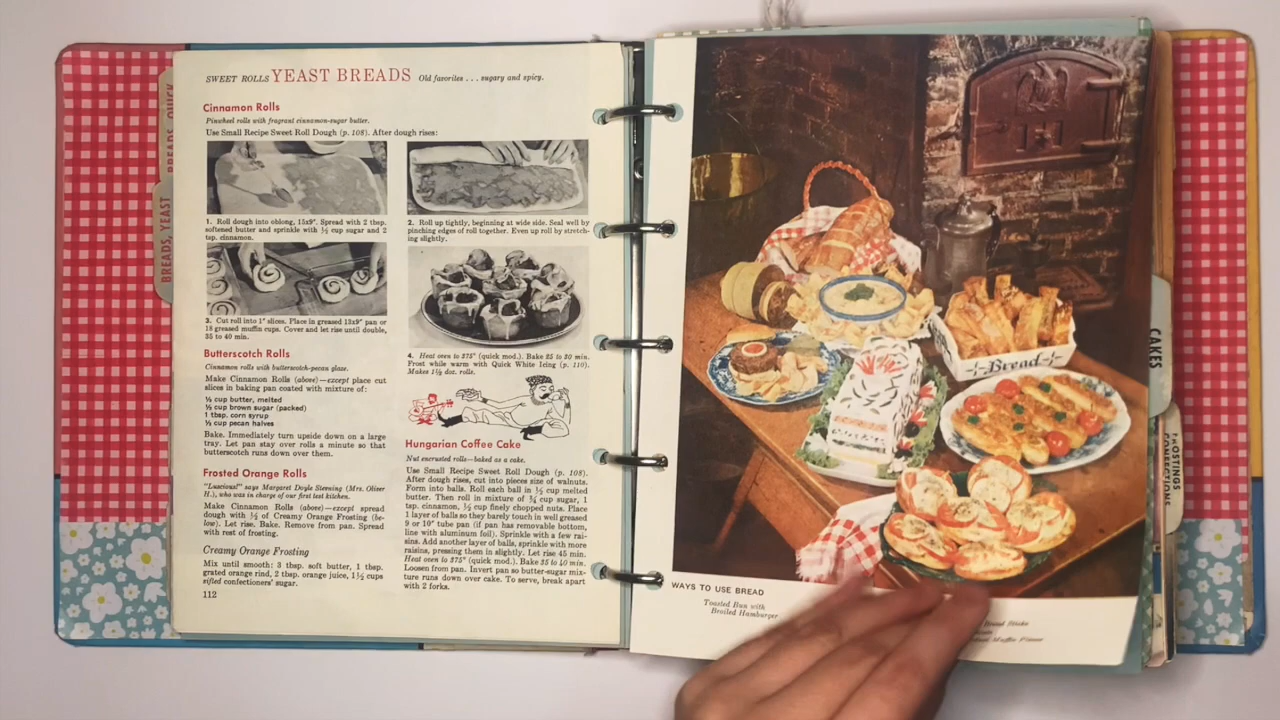 SWEET ROLLS YEAST BREADS Old favorites . . . sugary and spicy.
Cinnamon Rolls
Pinwheel rolls with fragrant cinnamon-sugar butter.
Use Small Recipe Sweet Roll Dough (p. 108). After dough rises:
1. Roll dough into oblong, 15x9". Spread with 2 tbsp.
softened butter and sprinkle with ½ cup sugar and 2
tsp. cinnamon.
2. Roll up tightly, beginning at wide side. Seal well by
pinching edges of roll together. Even up roll by stretch-
ing slightly.
3. Cut roll into 1" slices. Place in greased 13x9" pan or
18 greased muffin cups. Cover and let rise until double,
35 to 40 min.
4. Heat oven to 375° (quick mod.). Bake 25 to 30 min.
Frost while warm with Quick White Icing (p. 110).
Makes 1½ doz. rolls.
Butterscotch Rolls
Cinnamon rolls with butterscotch-pecan glaze.
Make Cinnamon Rolls (above)—except place cut
slices in baking pan coated with mixture of:
½ cup butter, melted
½ cup brown sugar (packed)
1 tbsp. corn syrup
½ cup pecan halves
Bake. Immediately turn upside down on a large
tray. Let pan stay over rolls a minute so that
butterscotch runs down over them.
Frosted Orange Rolls
"Luscious!" says Margaret Doyle Steening (Mrs. Oliver
H.), who was in charge of our first test kitchen.
Make Cinnamon Rolls (above)—except spread
dough with ½ of Creamy Orange Frosting (be-
low). Let rise. Bake. Remove from pan. Spread
with rest of frosting.
Creamy Orange Frosting
Mix until smooth: 3 tbsp. soft butter, 1 tbsp.
grated orange rind, 2 tbsp. orange juice, 1½ cups
sifted confectioners' sugar.
112
Hungarian Coffee Cake
Nut encrusted rolls—baked as a cake.
Use Small Recipe Sweet Roll Dough (p. 108).
After dough rises, cut into pieces size of walnuts.
Form into balls. Roll each ball in ½ cup melted
butter. Then roll in mixture of ¾ cup sugar, 1
tsp. cinnamon, ½ cup finely chopped nuts. Place
1 layer of balls so they barely touch in well greased
9 or 10" tube pan (if pan has removable bottom,
line with aluminum foil). Sprinkle with a few rai-
sins. Add another layer of balls, sprinkle with more
raisins, pressing them in slightly. Let rise 45 min.
Heat oven to 375° (quick mod.). Bake 35 to 40 min.
Loosen from pan. Invert pan so butter-sugar mix-
ture runs down over cake. To serve, break apart
with 2 forks.
BREADS, QUICK
BREADS, YEAST
Bread
WAYS TO USE BREAD
Toasted Bun with
Broiled Hamburger
Bread Sticks
Muffin Pizzas
CAKES
FROSTINGS
CONFECTIONS